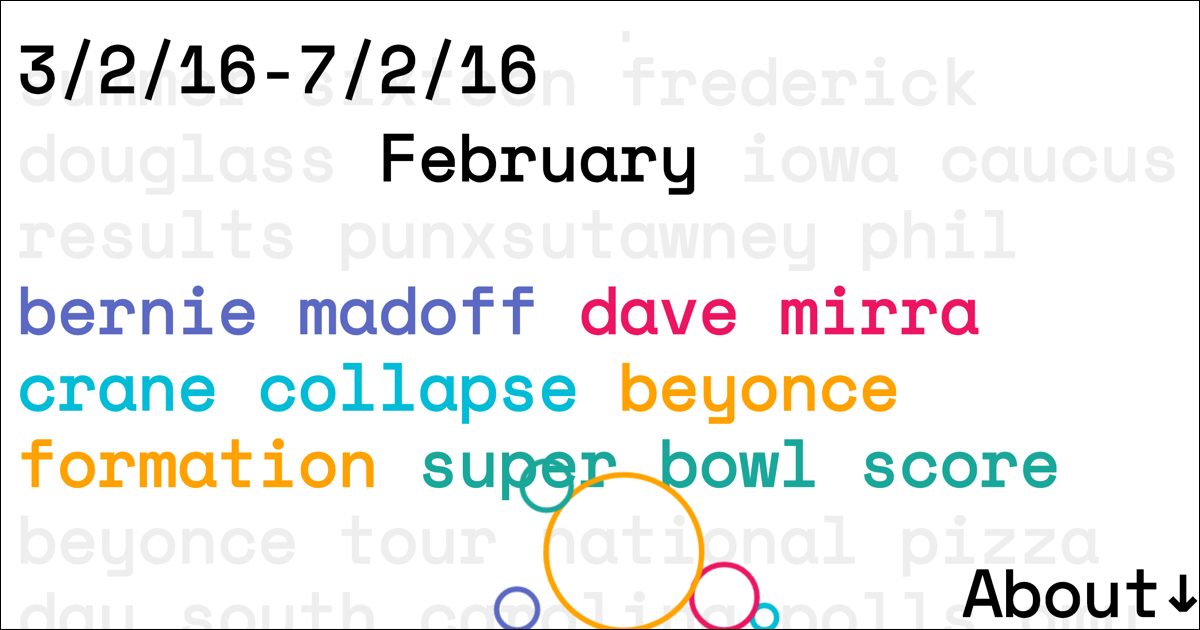 3/2/16-7/2/16
summer sixteen frederick
douglass February iowa caucus
results punxsutawney phil
bernie madoff dave mirra
crane collapse beyonce
formation super bowl score
beyonce tour national pizza
About↓
day south carolina polls